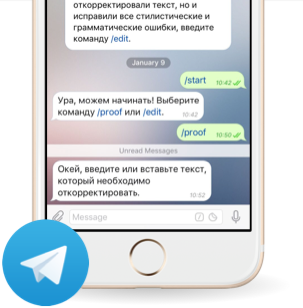 откорректировали текст, но и
исправили все стилистические и
грамматические ошибки, введите
команду /edit.
January 9
/start 10:42
Ура, можем начинать! Выберите
команду /proof или /edit. 10:42
/proof 10:50
Unread Messages
Окей, введите или вставьте текст,
который необходимо
откорректировать. 10:52
Message